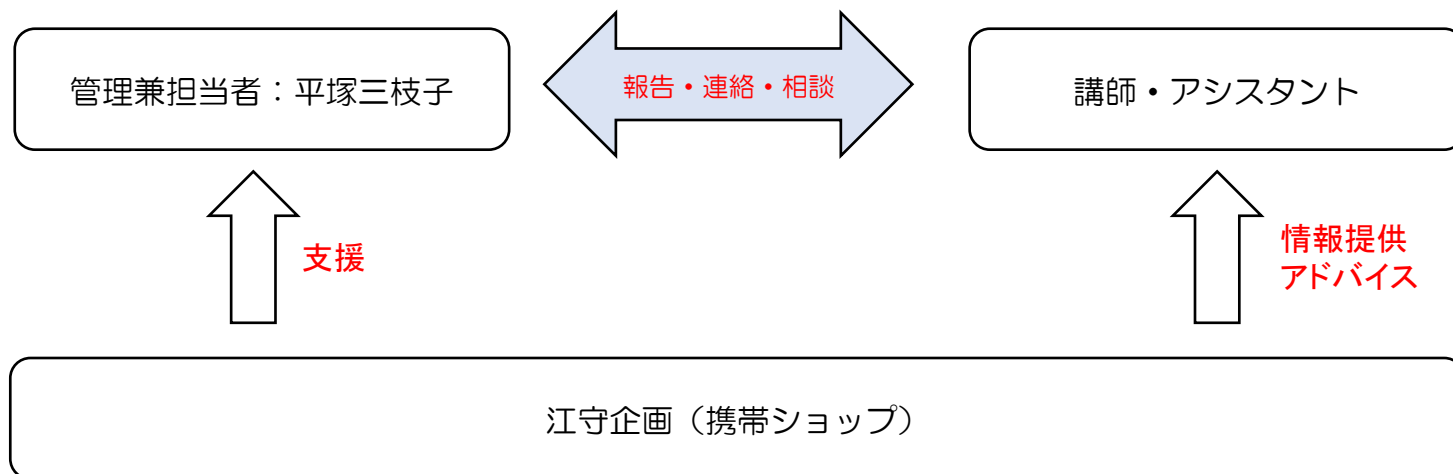 管理兼担当者：平塚三枝子
報告・連絡・相談
講師・アシスタント
支援
情報提供
アドバイス
江守企画（携帯ショップ）